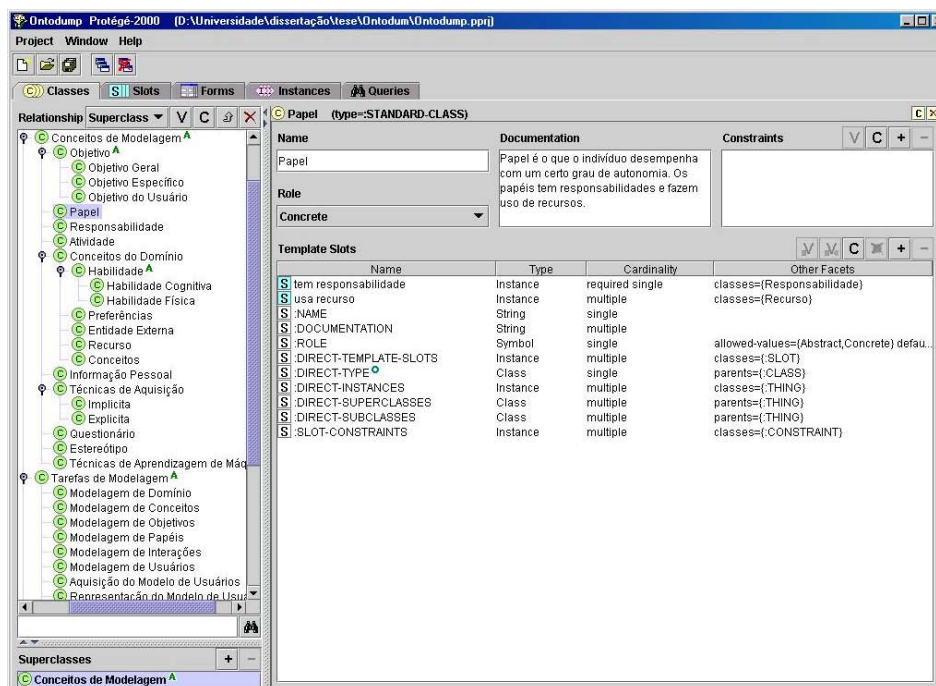 Ontodump Protégé-2000 (D:\Universidade\dissertação\tese\Ontodum\Ontodump.pprj)
Project Window Help
Classes Slots Forms Instances Queries
Relationship Superclass V C
Conceitos de Modelagem A
Objetivo A
Objetivo Geral
Objetivo Específico
Objetivo do Usuário
Papel
Responsabilidade
Atividade
Conceitos do Domínio
Habilidade A
Habilidade Cognitiva
Habilidade Física
Preferências
Entidade Externa
Recurso
Conceitos
Informação Pessoal
Técnicas de Aquisição
Implicita
Explicita
Questionário
Estereótipo
Técnicas de Aprendizagem de Máq
Tarefas de Modelagem A
Modelagem de Domínio
Modelagem de Conceitos
Modelagem de Objetivos
Modelagem de Papéis
Modelagem de Interações
Modelagem de Usuários
Aquisição do Modelo de Usuários
Representação do Modelo de Usua
Superclasses + -
Conceitos de Modelagem A
C Papel (type=:STANDARD-CLASS) C X
Name
Papel
Role
Concrete
Documentation
Papel é o que o indivíduo desempenha
com um certo grau de autonomia. Os
papéis tem responsabilidades e fazem
uso de recursos.
Constraints V C + -
Template Slots V V C + -
Name Type Cardinality Other Facets
S tem responsabilidade Instance required single classes={Responsabilidade}
S usa recurso Instance multiple classes={Recurso}
S :NAME String single
S :DOCUMENTATION String multiple
S :ROLE Symbol single allowed-values={Abstract,Concrete} defau...
S :DIRECT-TEMPLATE-SLOTS Instance multiple classes={:SLOT}
S :DIRECT-TYPE Class single parents={:CLASS}
S :DIRECT-INSTANCES Instance multiple classes={:THING}
S :DIRECT-SUPERCLASSES Class multiple parents={:THING}
S :DIRECT-SUBCLASSES Class multiple parents={:THING}
S :SLOT-CONSTRAINTS Instance multiple classes={:CONSTRAINT}